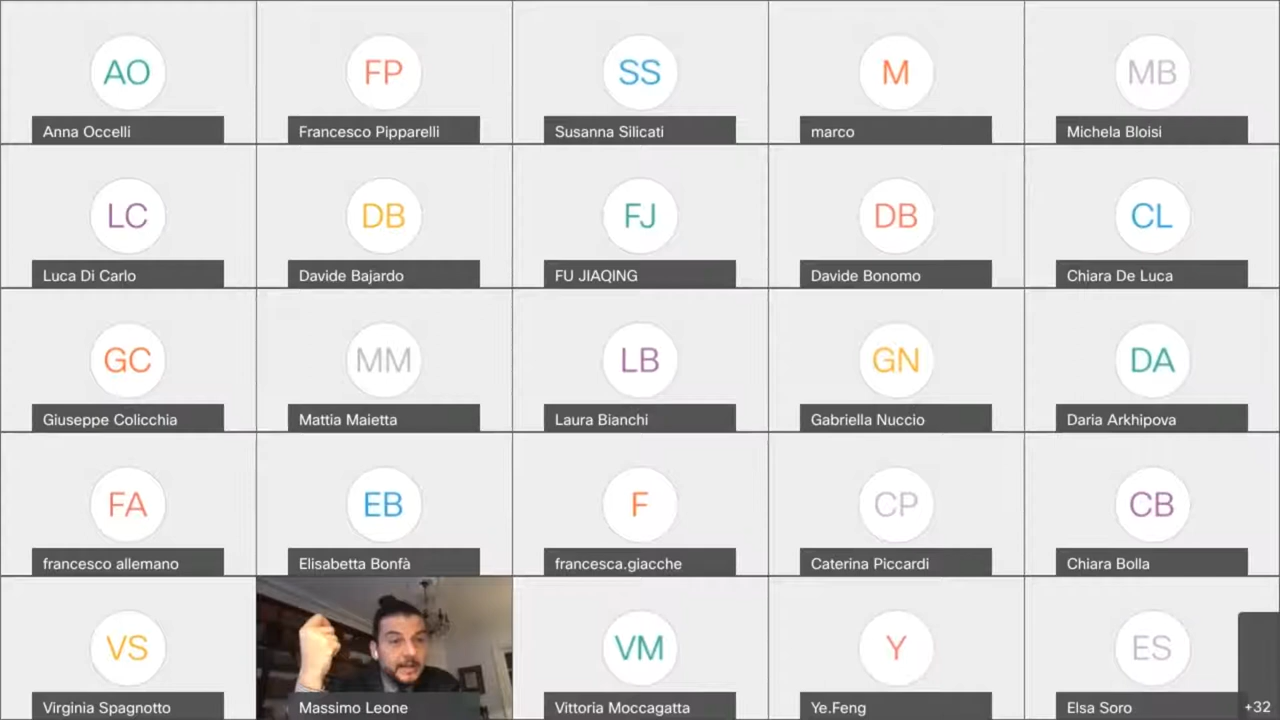 AO
FP
SS
M
MB
Anna Occelli
Francesco Pipparelli
Susanna Silicati
marco
Michela Bloisi
LC
DB
FJ
DB
CL
Luca Di Carlo
Davide Bajardo
FU JIAQING
Davide Bonomo
Chiara De Luca
GC
MM
LB
GN
DA
Giuseppe Colicchia
Mattia Maietta
Laura Bianchi
Gabriella Nuccio
Daria Arkhipova
FA
EB
F
CP
CB
francesco allemano
Elisabetta Bonfà
francesca.giacche
Caterina Piccardi
Chiara Bolla
VS
VM
Y
ES
Virginia Spagnotto
Massimo Leone
Vittoria Moccagatta
Ye.Feng
Elsa Soro
+32